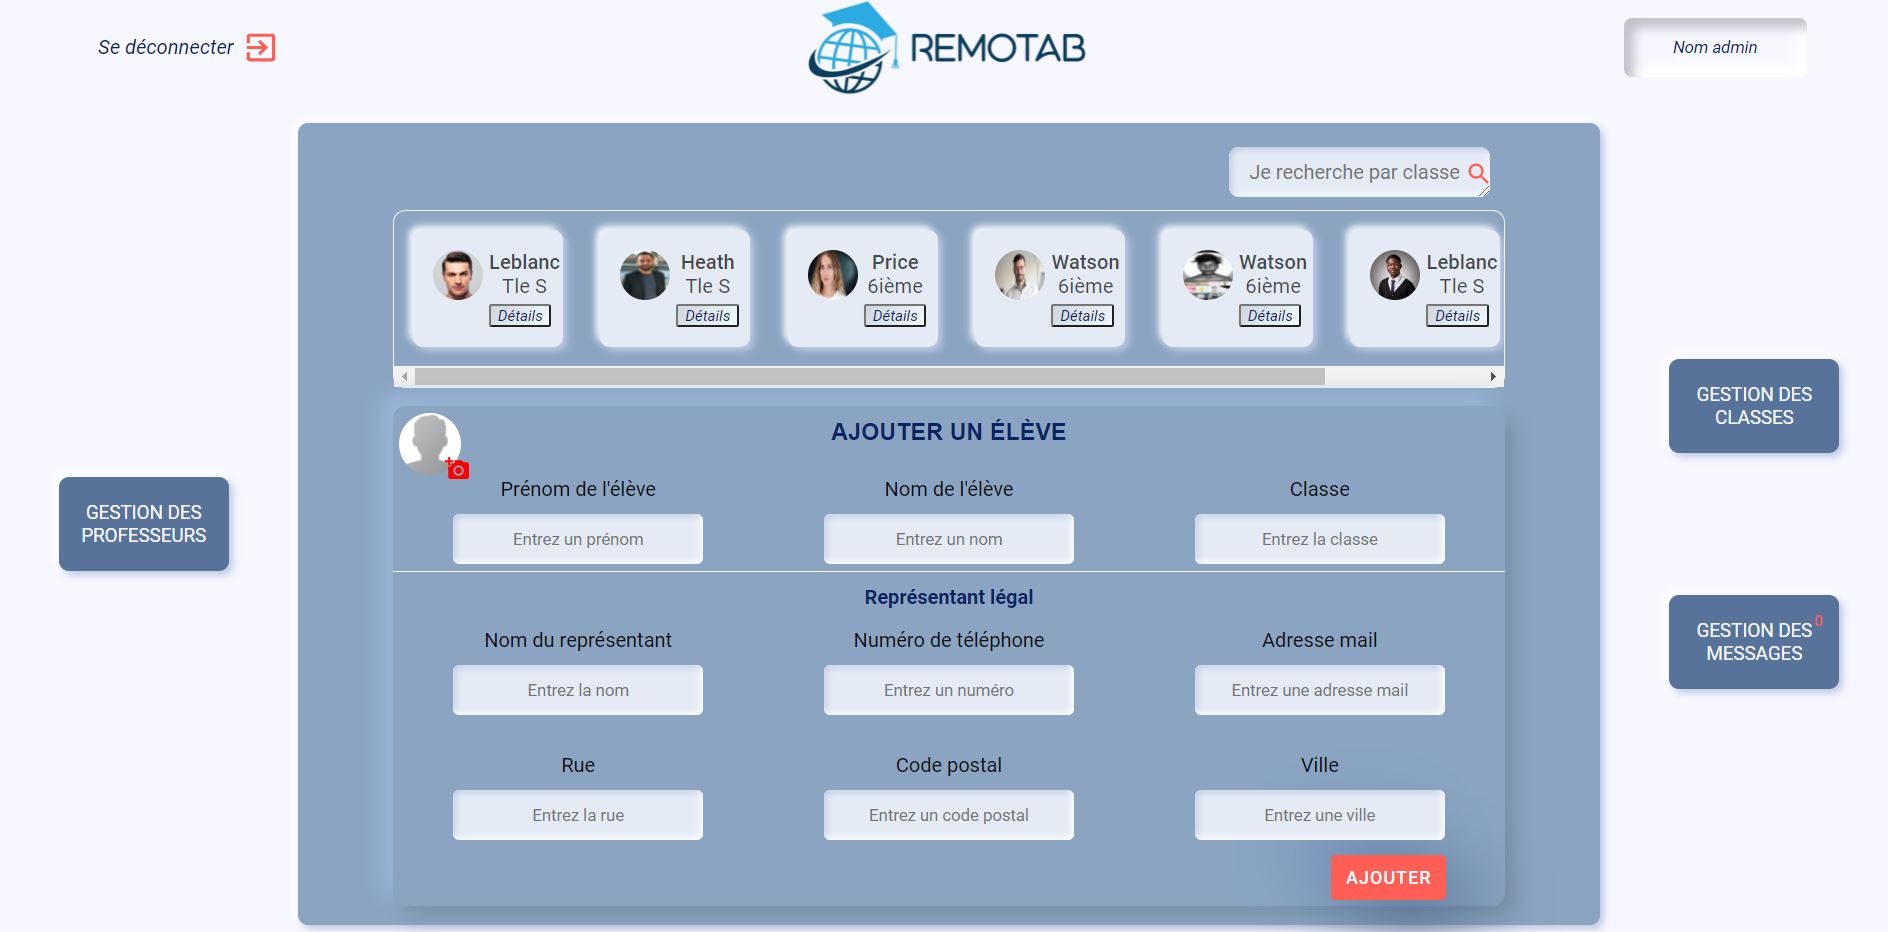 Se déconnecter
REMOTAB
Nom admin
Je recherche par classe
Leblanc
Tle S
Détails
Heath
Tle S
Détails
Price
6ième
Détails
Watson
6ième
Détails
Watson
6ième
Détails
Leblanc
Tle S
Détails
GESTION DES
PROFESSEURS
AJOUTER UN ÉLÈVE
Prénom de l'élève
Nom de l'élève
Classe
Entrez un prénom
Entrez un nom
Entrez la classe
Représentant légal
Nom du représentant
Numéro de téléphone
Adresse mail
Entrez la nom
Entrez un numéro
Entrez une adresse mail
Rue
Code postal
Ville
Entrez la rue
Entrez un code postal
Entrez une ville
AJOUTER
GESTION DES
CLASSES
GESTION DES 0
MESSAGES